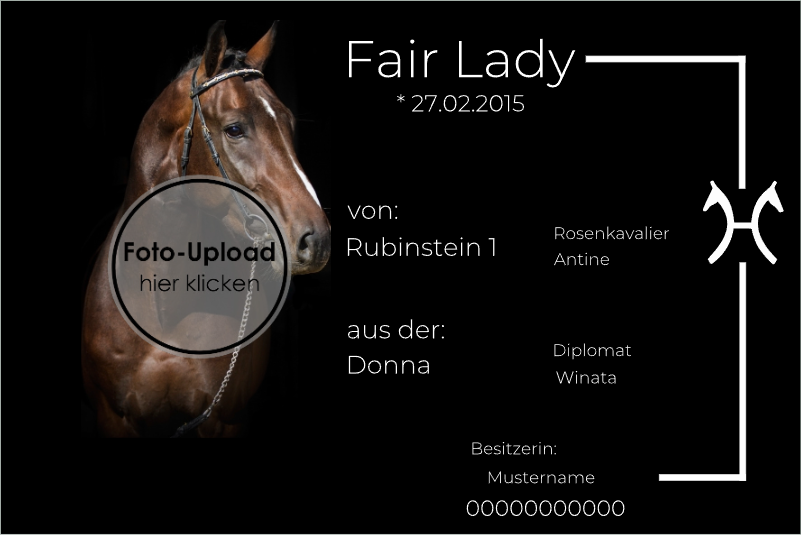 Fair Lady
* 27.02.2015
Foto-Upload
hier klicken
von:
Rubinstein 1
Rosenkavalier
Antine
aus der:
Donna
Diplomat
Winata
Besitzerin:
Mustername
00000000000